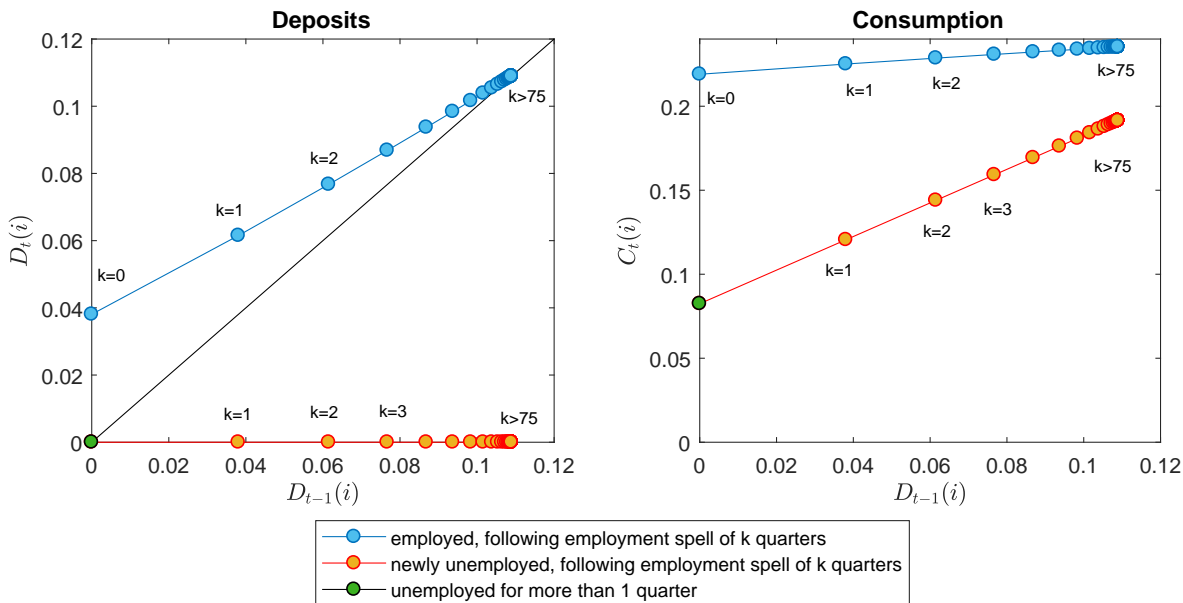 Deposits
0.12
0.1
0.08
0.06
0.04
0.02
0
D_t(i)
k=0
k=1
k=2
k>75
k=1
k=2
k=3
k>75
0
0.02
0.04
0.06
0.08
0.1
0.12
D_{t−1}(i)
Consumption
0.2
0.15
0.1
0.05
0
C_t(i)
k=0
k=1
k=2
k>75
k=1
k=2
k=3
k>75
0
0.02
0.04
0.06
0.08
0.1
0.12
D_{t−1}(i)
employed, following employment spell of k quarters
newly unemployed, following employment spell of k quarters
unemployed for more than 1 quarter